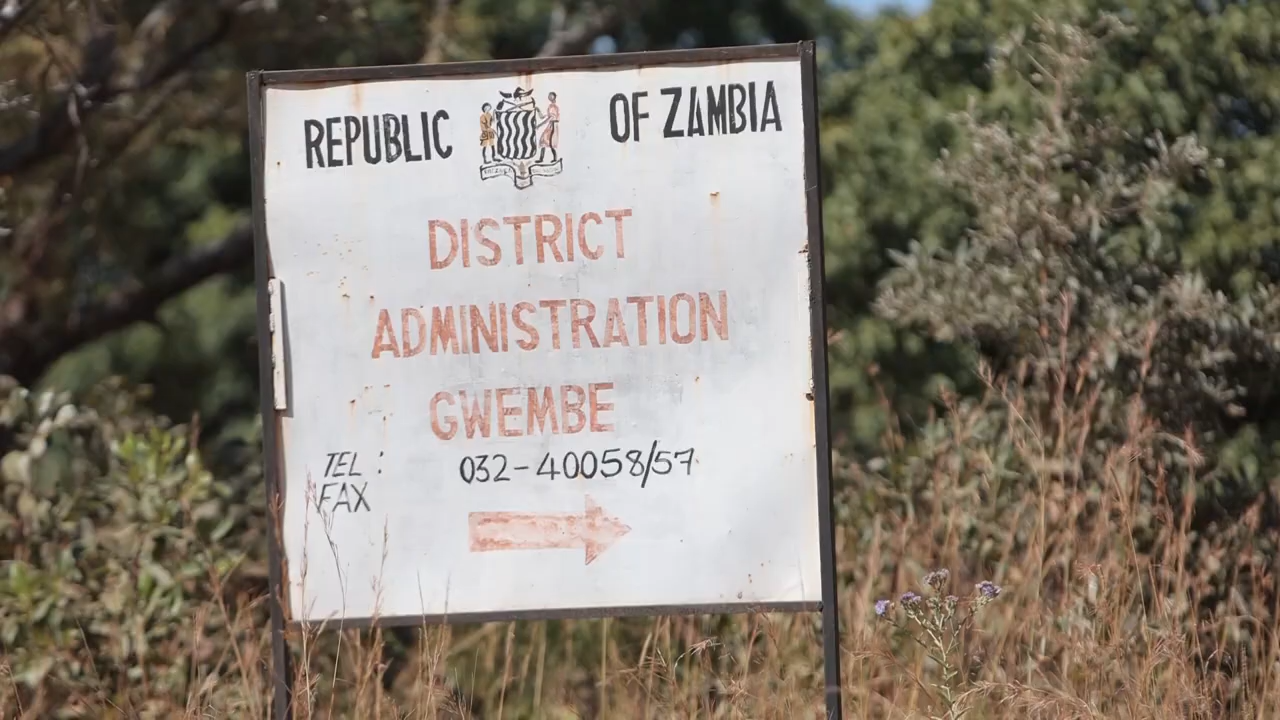 REPUBLIC OF ZAMBIA
DISTRICT
ADMINISTRATION
GWEMBE
TEL : 032-40058/57
FAX